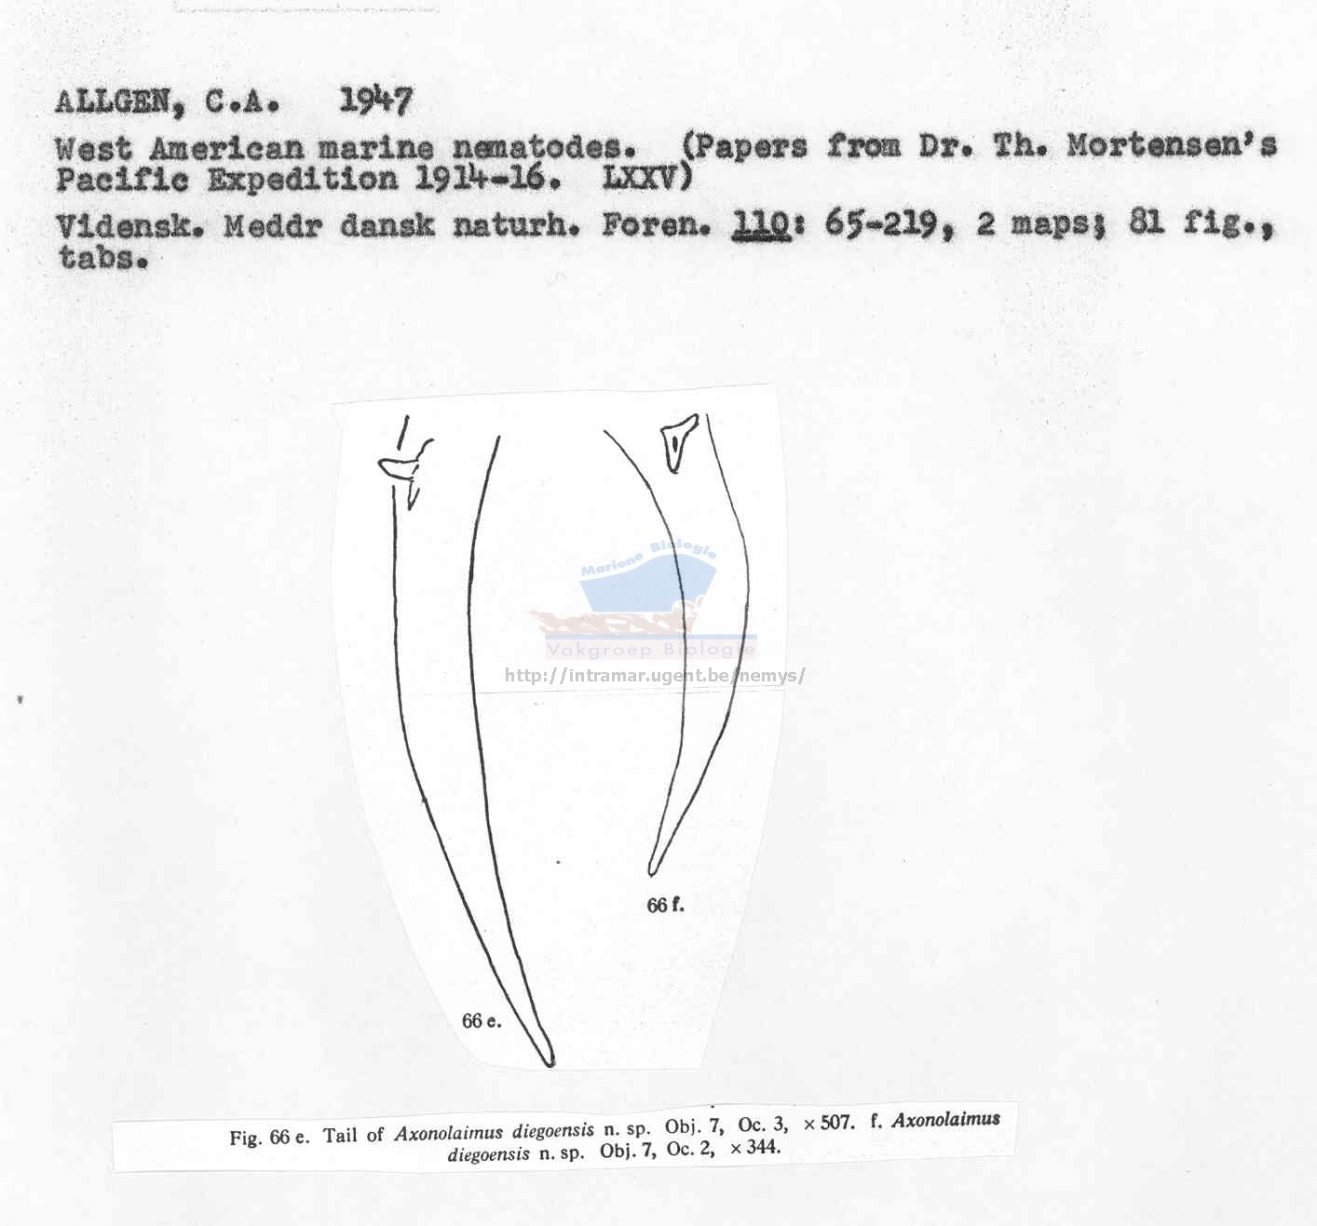 ALLGEN, C.A. 1947
West American marine nematodes. (Papers from Dr. Th. Mortensen's
Pacific Expedition 1914-16. LXXV)
Vidensk. Meddr dansk naturh. Foren. 110: 65-219, 2 maps; 81 fig.,
tabs.
Mariene Biologie
Vakgroep Biologie
http://intramar.ugent.be/nemys/
66 f.
66 e.
Fig. 66 e. Tail of Axonolaimus diegoensis n. sp. Obj. 7, Oc. 3, × 507. f. Axonolaimus
diegoensis n. sp. Obj. 7, Oc. 2, × 344.